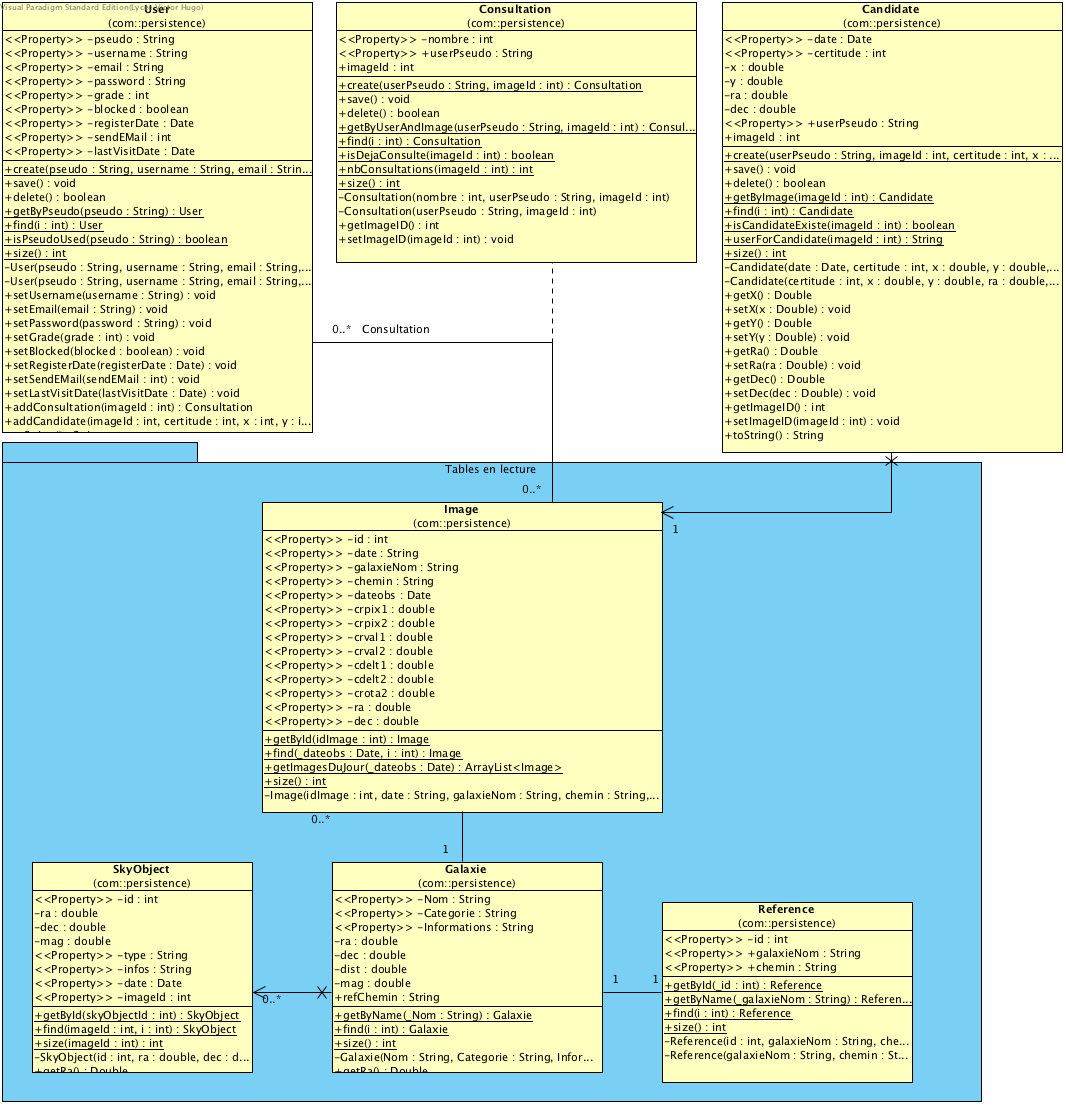 Visual Paradigm Standard Edition(Lycée Victor Hugo)
User
(com::persistence)
<<Property>> -pseudo : String
<<Property>> -username : String
<<Property>> -email : String
<<Property>> -password : String
<<Property>> -grade : int
<<Property>> -blocked : boolean
<<Property>> -registerDate : Date
<<Property>> -sendEMail : int
<<Property>> -lastVisitDate : Date
+create(pseudo : String, username : String, email : Strin...
+save() : void
+delete() : boolean
+getByPseudo(pseudo : String) : User
+find(i : int) : User
+isPseudoUsed(pseudo : String) : boolean
+size() : int
-User(pseudo : String, username : String, email : String,...
-User(pseudo : String, username : String, email : String,...
+setUsername(username : String) : void
+setEmail(email : String) : void
+setPassword(password : String) : void
+setGrade(grade : int) : void
+setBlocked(blocked : boolean) : void
+setRegisterDate(registerDate : Date) : void
+setSendEMail(sendEMail : int) : void
+setLastVisitDate(lastVisitDate : Date) : void
+addConsultation(imageId : int) : Consultation
+addCandidate(imageId : int, certitude : int, x : int, y : i...
Consultation
(com::persistence)
<<Property>> -nombre : int
<<Property>> +userPseudo : String
+imageId : int
+create(userPseudo : String, imageId : int) : Consultation
+save() : void
+delete() : boolean
+getByUserAndImage(userPseudo : String, imageId : int) : Consul...
+find(i : int) : Consultation
+isDejaConsulte(imageId : int) : boolean
+nbConsultations(imageId : int) : int
+size() : int
-Consultation(nombre : int, userPseudo : String, imageId : int)
-Consultation(userPseudo : String, imageId : int)
+getImageID() : int
+setImageID(imageId : int) : void
Candidate
(com::persistence)
<<Property>> -date : Date
<<Property>> -certitude : int
-x : double
-y : double
-ra : double
-dec : double
<<Property>> +userPseudo : String
+imageId : int
+create(userPseudo : String, imageId : int, certitude : int, x : ...
+save() : void
+delete() : boolean
+getByImage(imageId : int) : Candidate
+find(i : int) : Candidate
+isCandidateExiste(imageId : int) : boolean
+userForCandidate(imageId : int) : String
+size() : int
-Candidate(date : Date, certitude : int, x : double, y : double,...
-Candidate(certitude : int, x : double, y : double, ra : double,...
+getX() : Double
+setX(x : Double) : void
+getY() : Double
+setY(y : Double) : void
+getRa() : Double
+setRa(ra : Double) : void
+getDec() : Double
+setDec(dec : Double) : void
+getImageID() : int
+setImageID(imageId : int) : void
+toString() : String
0..* Consultation
Tables en lecture
0..*
1
Image
(com::persistence)
<<Property>> -id : int
<<Property>> -date : String
<<Property>> -galaxieNom : String
<<Property>> -chemin : String
<<Property>> -dateobs : Date
<<Property>> -crpix1 : double
<<Property>> -crpix2 : double
<<Property>> -crval1 : double
<<Property>> -crval2 : double
<<Property>> -cdelt1 : double
<<Property>> -cdelt2 : double
<<Property>> -crota2 : double
<<Property>> -ra : double
<<Property>> -dec : double
+getById(idImage : int) : Image
+find(_dateobs : Date, i : int) : Image
+getImagesDuJour(_dateobs : Date) : ArrayList<Image>
+size() : int
-Image(idImage : int, date : String, galaxieNom : String, chemin : String,...
0..*
1
SkyObject
(com::persistence)
<<Property>> -id : int
-ra : double
-dec : double
-mag : double
<<Property>> -type : String
<<Property>> -infos : String
<<Property>> -date : Date
<<Property>> -imageId : int
+getById(skyObjectId : int) : SkyObject
+find(imageId : int, i : int) : SkyObject
+size(imageId : int) : int
-SkyObject(id : int, ra : double, dec : d...
+getRa() : Double
0..*
Galaxie
(com::persistence)
<<Property>> -Nom : String
<<Property>> -Categorie : String
<<Property>> -Informations : String
-ra : double
-dec : double
-dist : double
-mag : double
+refChemin : String
+getByName(_Nom : String) : Galaxie
+find(i : int) : Galaxie
+size() : int
-Galaxie(Nom : String, Categorie : String, Infor...
+getRa() : Double
1
1
Reference
(com::persistence)
<<Property>> -id : int
<<Property>> +galaxieNom : String
<<Property>> +chemin : String
+getById(_id : int) : Reference
+getByName(_galaxieNom : String) : Referen...
+find(i : int) : Reference
+size() : int
-Reference(id : int, galaxieNom : String, che...
-Reference(galaxieNom : String, chemin : St...